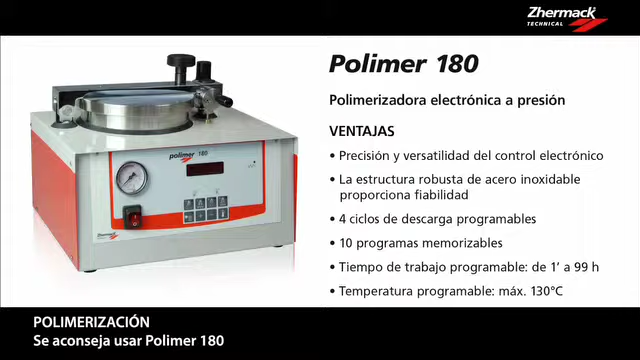 Zhermack
TECHNICAL
Polimer 180
Polimerizadora electrónica a presión
VENTAJAS
• Precisión y versatilidad del control electrónico
• La estructura robusta de acero inoxidable
proporciona fiabilidad
• 4 ciclos de descarga programables
• 10 programas memorizables
• Tiempo de trabajo programable: de 1’ a 99 h
• Temperatura programable: máx. 130°C
polimer 180
Zhermack
POLIMERIZACIÓN
Se aconseja usar Polimer 180